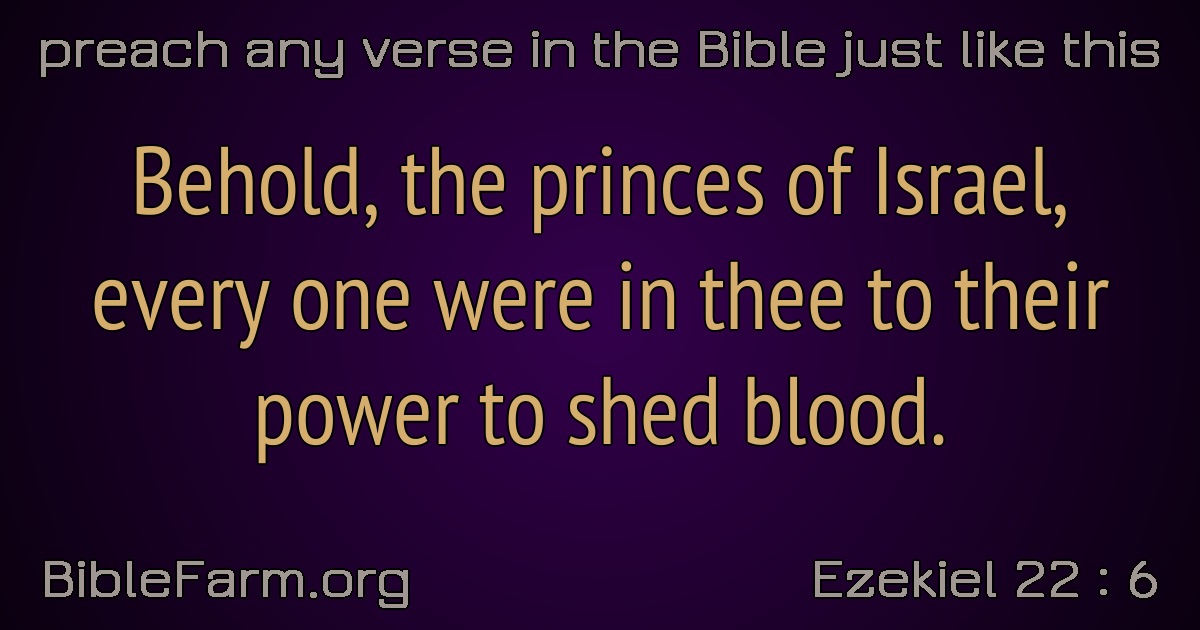 preach any verse in the Bible just like this
Behold, the princes of Israel,
every one were in thee to their
power to shed blood.
BibleFarm.org
Ezekiel 22 : 6